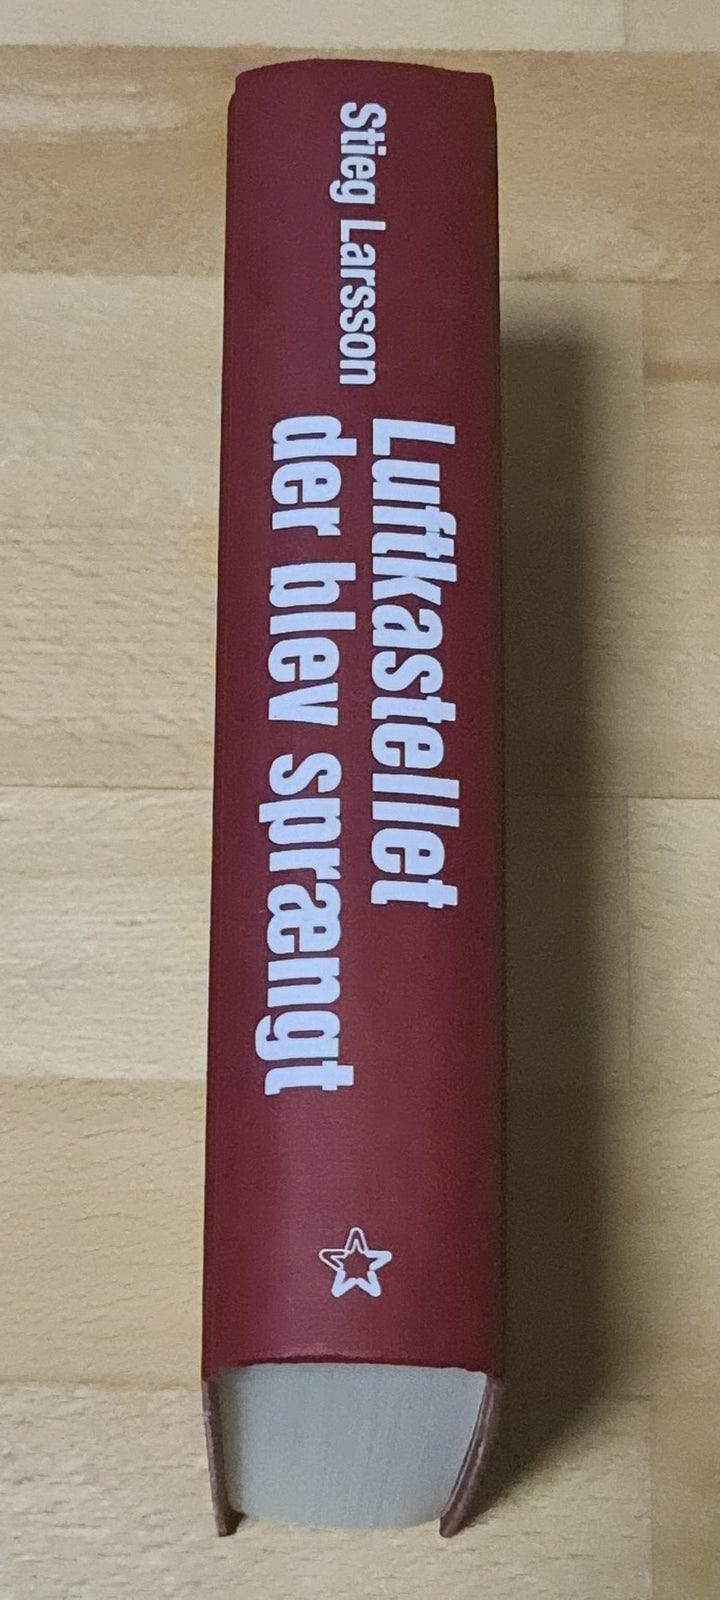 Stieg Larsson
Luftkastellet
der blev sprængt